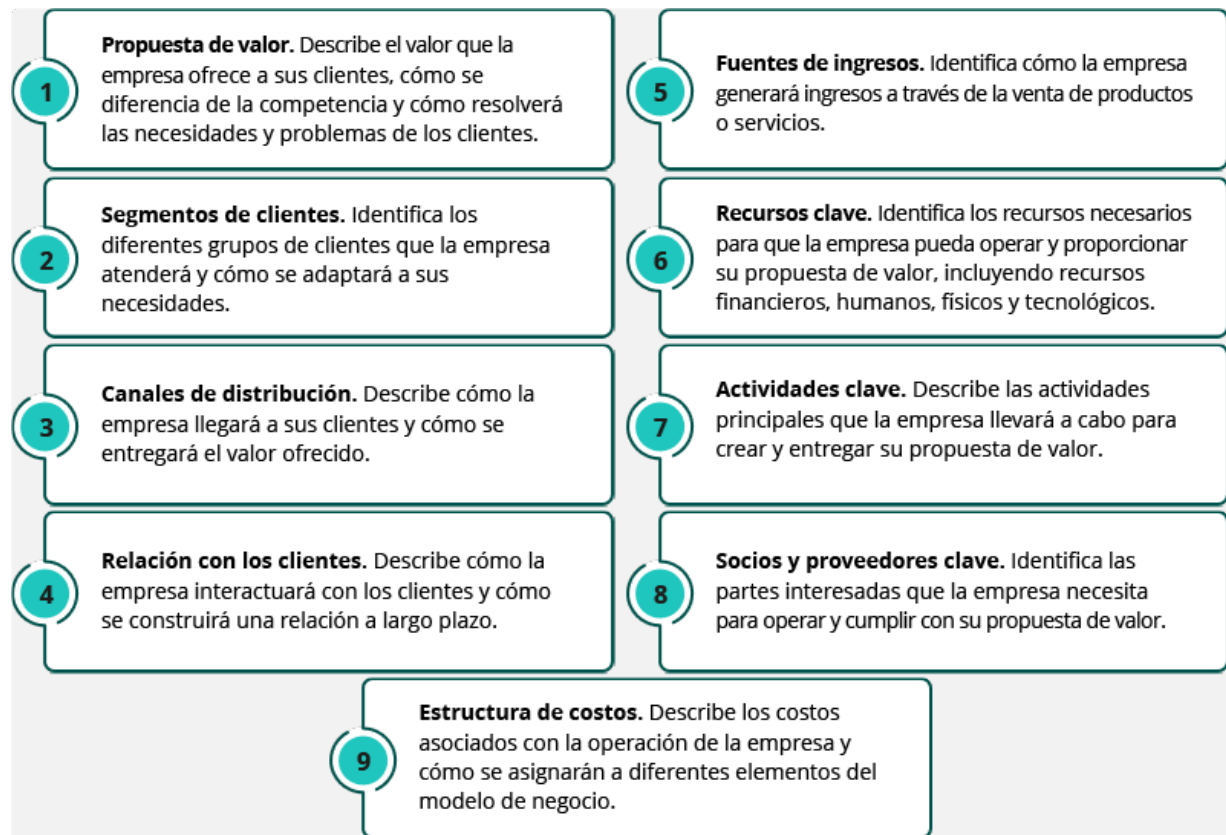 1
Propuesta de valor. Describe el valor que la
empresa ofrece a sus clientes, cómo se
diferencia de la competencia y cómo resolverá
las necesidades y problemas de los clientes.
2
Segmentos de clientes. Identifica los
diferentes grupos de clientes que la empresa
atenderá y cómo se adaptará a sus
necesidades.
3
Canales de distribución. Describe cómo la
empresa llegará a sus clientes y cómo se
entregará el valor ofrecido.
4
Relación con los clientes. Describe cómo la
empresa interactuará con los clientes y cómo
se construirá una relación a largo plazo.
5
Fuentes de ingresos. Identifica cómo la empresa
generará ingresos a través de la venta de productos
o servicios.
6
Recursos clave. Identifica los recursos necesarios
para que la empresa pueda operar y proporcionar
su propuesta de valor, incluyendo recursos
financieros, humanos, físicos y tecnológicos.
7
Actividades clave. Describe las actividades
principales que la empresa llevará a cabo para
crear y entregar su propuesta de valor.
8
Socios y proveedores clave. Identifica las
partes interesadas que la empresa necesita
para operar y cumplir con su propuesta de valor.
9
Estructura de costos. Describe los costos
asociados con la operación de la empresa y
cómo se asignarán a diferentes elementos del
modelo de negocio.